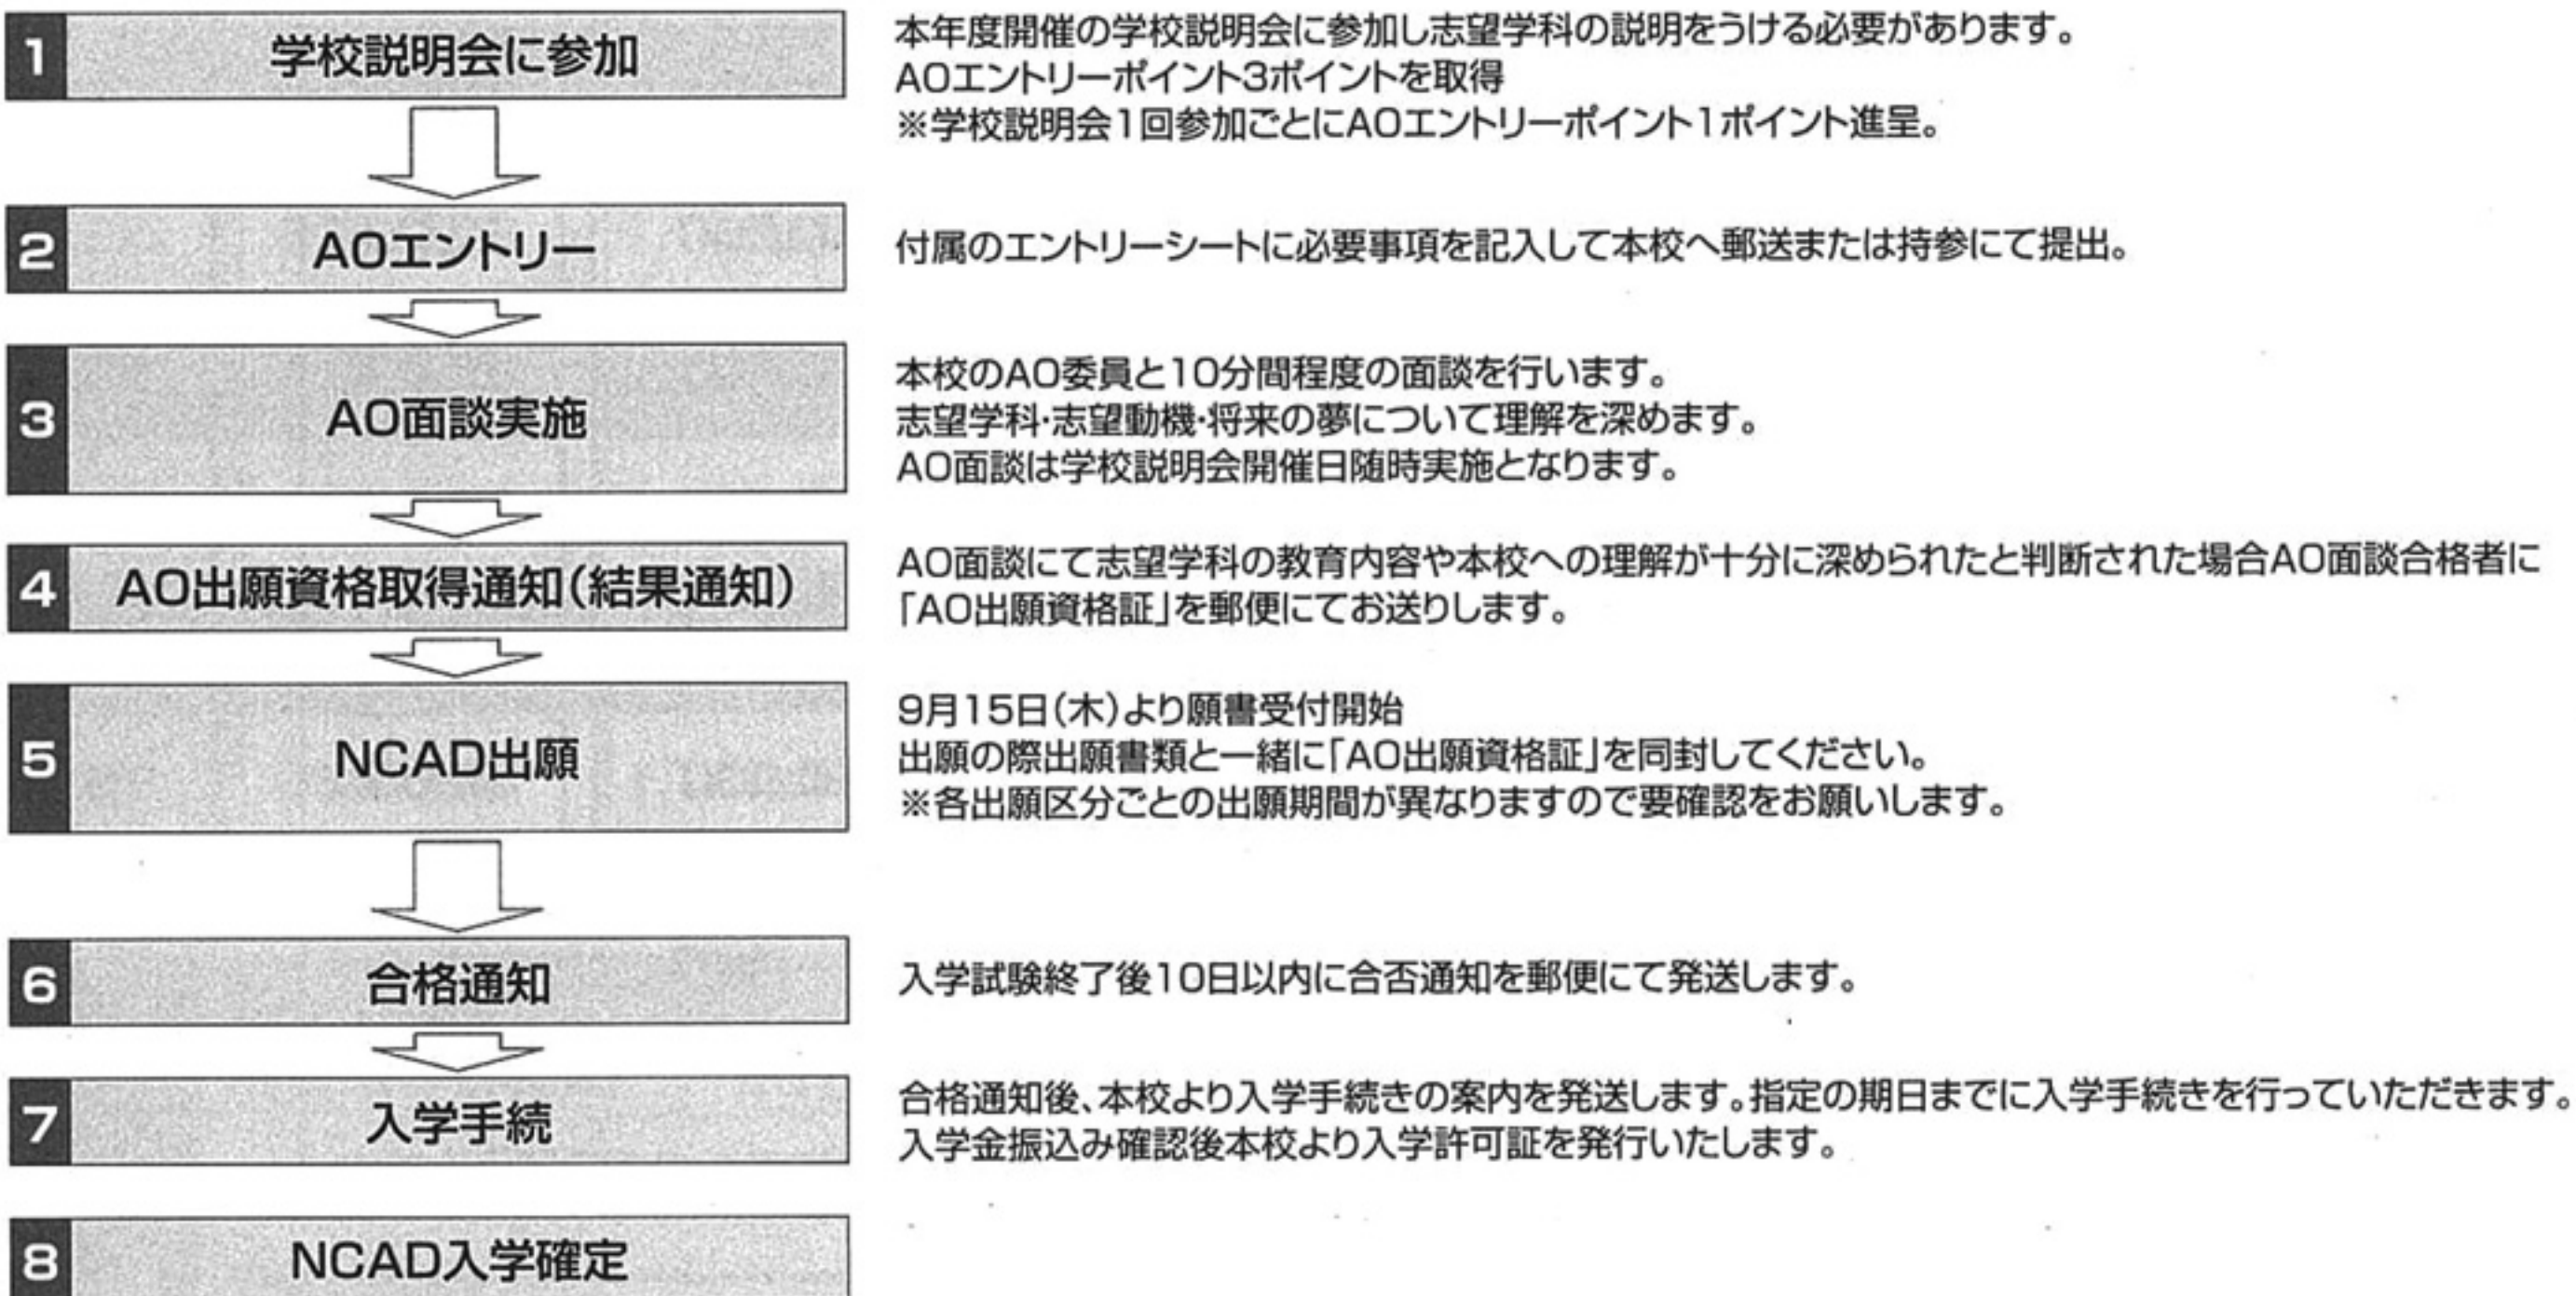 1 学校説明会に参加
本年度開催の学校説明会に参加し志望学科の説明をうける必要があります。
AOエントリーポイント3ポイントを取得
※学校説明会1回参加ごとにAOエントリーポイント1ポイント進呈。
2 AOエントリー
付属のエントリーシートに必要事項を記入して本校へ郵送または持参にて提出。
3 AO面談実施
本校のAO委員と10分間程度の面談を行います。
志望学科・志望動機・将来の夢について理解を深めます。
AO面談は学校説明会開催日随時実施となります。
4 AO出願資格取得通知(結果通知)
AO面談にて志望学科の教育内容や本校への理解が十分に深められたと判断された場合AO面談合格者に
「AO出願資格証」を郵便にてお送りします。
5 NCAD出願
9月15日(木)より願書受付開始
出願の際出願書類と一緒に「AO出願資格証」を同封してください。
※各出願区分ごとの出願期間が異なりますので要確認をお願いします。
6 合格通知
入学試験終了後10日以内に合否通知を郵便にて発送します。
7 入学手続
合格通知後、本校より入学手続きの案内を発送します。指定の期日までに入学手続きを行っていただきます。
入学金振込み確認後本校より入学許可証を発行いたします。
8 NCAD入学確定